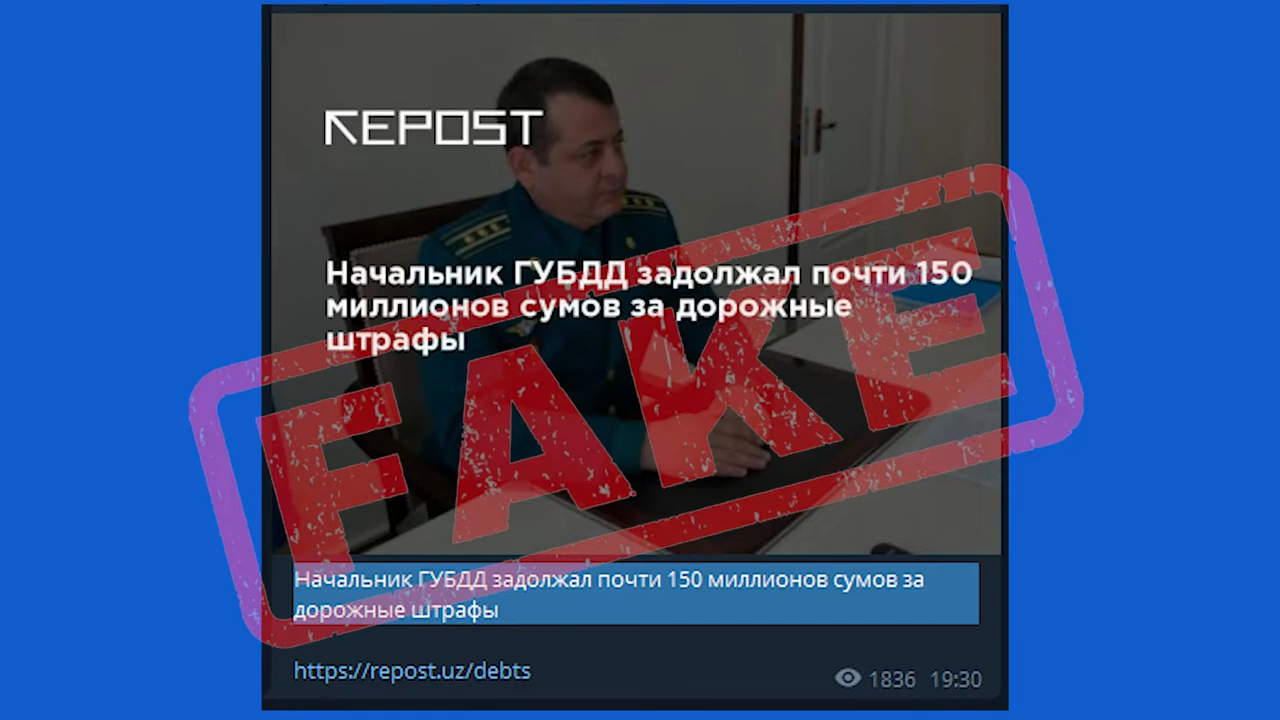 REPOST
Начальник ГУБДД задолжал почти 150
миллионов сумов за дорожные
штрафы
FAKE
Начальник ГУБДД задолжал почти 150 миллионов сумов за
дорожные штрафы
https://repost.uz/debts
1836 19:30